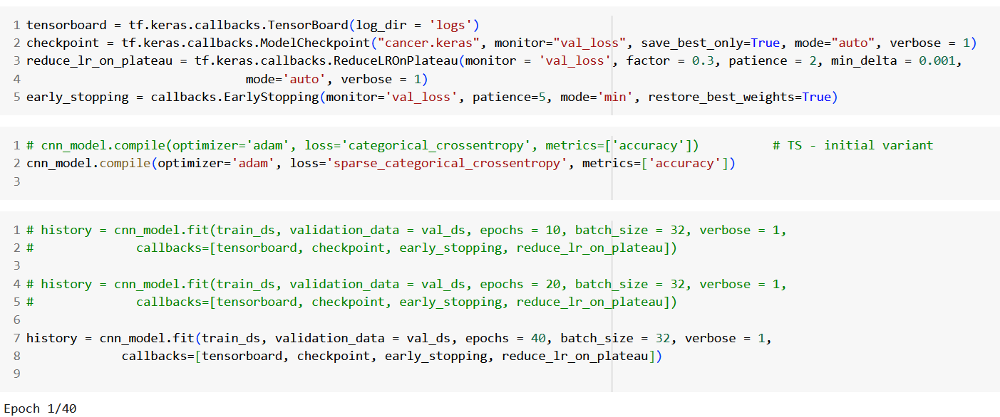 1 tensorboard = tf.keras.callbacks.TensorBoard(log_dir = 'logs')
2 checkpoint = tf.keras.callbacks.ModelCheckpoint("cancer.keras", monitor="val_loss", save_best_only=True, mode="auto", verbose = 1)
3 reduce_lr_on_plateau = tf.keras.callbacks.ReduceLROnPlateau(monitor = 'val_loss', factor = 0.3, patience = 2, min_delta = 0.001,
4                               mode='auto', verbose = 1)
5 early_stopping = callbacks.EarlyStopping(monitor='val_loss', patience=5, mode='min', restore_best_weights=True)
1 # cnn_model.compile(optimizer='adam', loss='categorical_crossentropy', metrics=['accuracy'])          # TS - initial variant
2 cnn_model.compile(optimizer='adam', loss='sparse_categorical_crossentropy', metrics=['accuracy'])
3
1 # history = cnn_model.fit(train_ds, validation_data = val_ds, epochs = 10, batch_size = 32, verbose = 1,
2 #              callbacks=[tensorboard, checkpoint, early_stopping, reduce_lr_on_plateau])
3
4 # history = cnn_model.fit(train_ds, validation_data = val_ds, epochs = 20, batch_size = 32, verbose = 1,
5 #              callbacks=[tensorboard, checkpoint, early_stopping, reduce_lr_on_plateau])
6
7 history = cnn_model.fit(train_ds, validation_data = val_ds, epochs = 40, batch_size = 32, verbose = 1,
8              callbacks=[tensorboard, checkpoint, early_stopping, reduce_lr_on_plateau])
9
Epoch 1/40